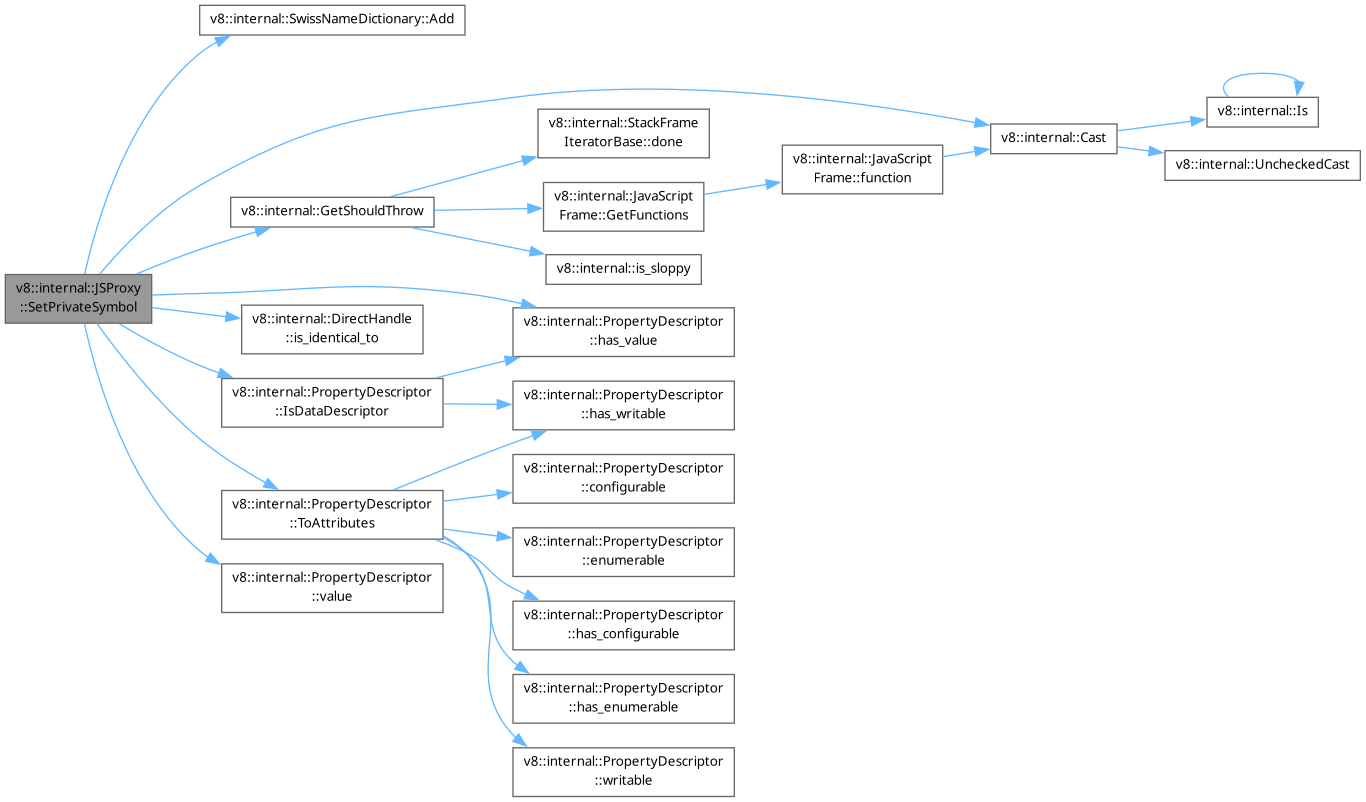 v8::internal::SwissNameDictionary::Add
v8::internal::Is
v8::internal::StackFrame
IteratorBase::done
v8::internal::Cast
v8::internal::JavaScript
Frame::function
v8::internal::UncheckedCast
v8::internal::GetShouldThrow
v8::internal::JavaScript
Frame::GetFunctions
v8::internal::is_sloppy
v8::internal::JSProxy
::SetPrivateSymbol
v8::internal::DirectHandle
::is_identical_to
v8::internal::PropertyDescriptor
::has_value
v8::internal::PropertyDescriptor
::IsDataDescriptor
v8::internal::PropertyDescriptor
::has_writable
v8::internal::PropertyDescriptor
::configurable
v8::internal::PropertyDescriptor
::ToAttributes
v8::internal::PropertyDescriptor
::enumerable
v8::internal::PropertyDescriptor
::value
v8::internal::PropertyDescriptor
::has_configurable
v8::internal::PropertyDescriptor
::has_enumerable
v8::internal::PropertyDescriptor
::writable